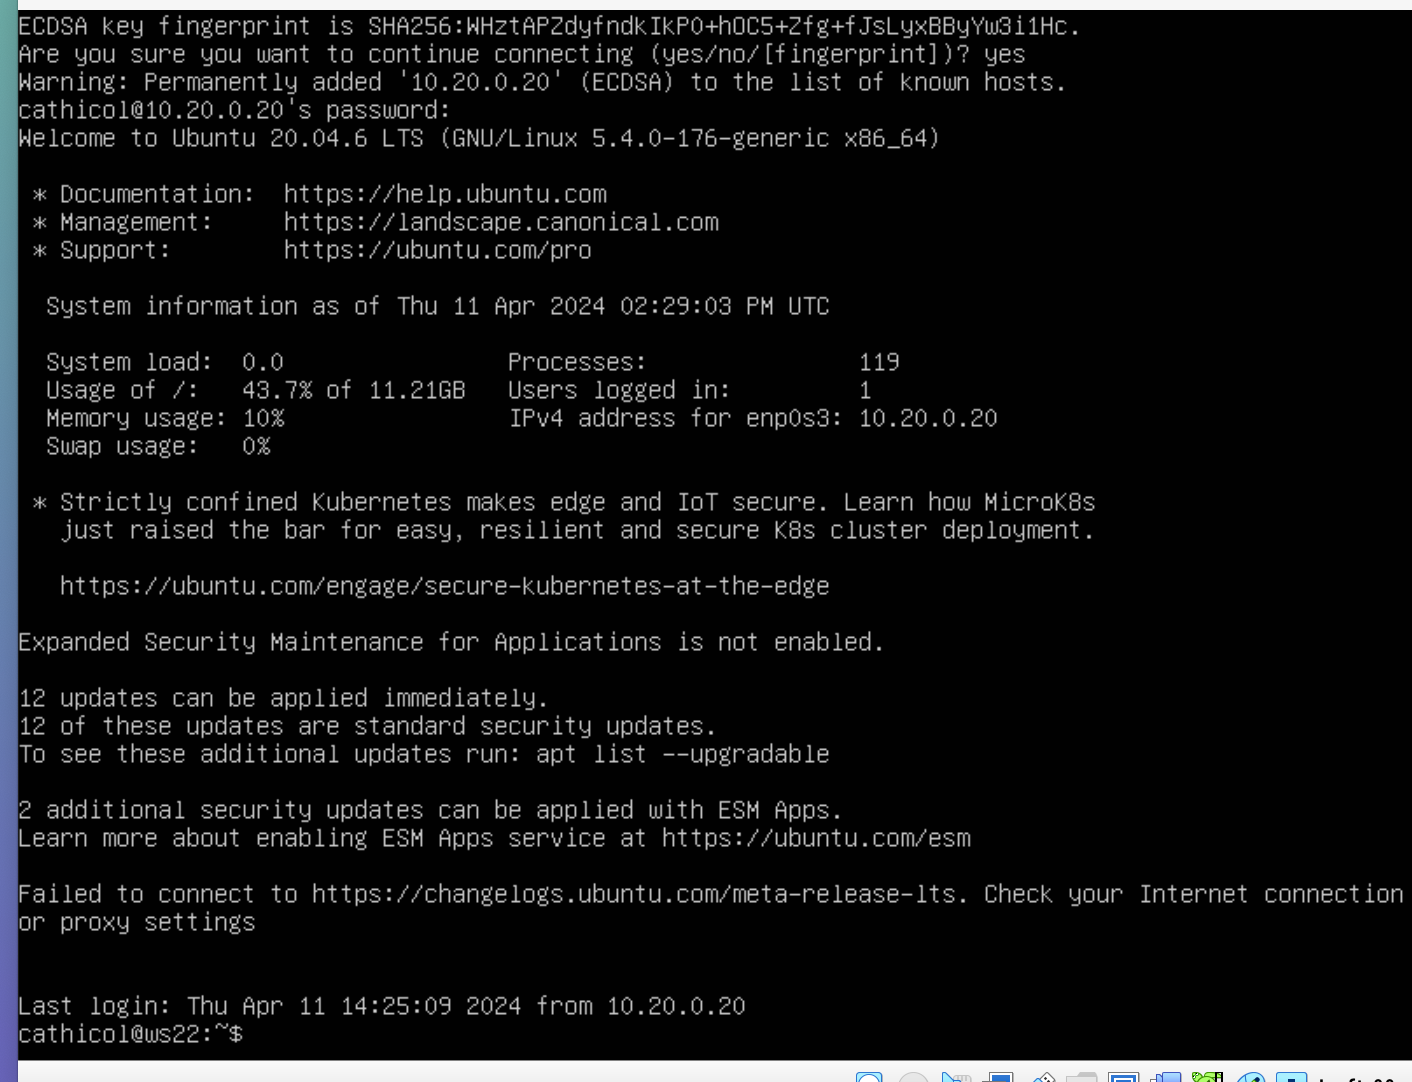 ECDSA key fingerprint is SHA256:WHztAPZdyfndkIkP0+hOC5+Zfg+fJsLyxBByYw3i1Hc.
Are you sure you want to continue connecting (yes/no/[fingerprint])? yes
Warning: Permanently added '10.20.0.20' (ECDSA) to the list of known hosts.
cathicol@10.20.0.20's password:
Welcome to Ubuntu 20.04.6 LTS (GNU/Linux 5.4.0-176-generic x86_64)
* Documentation: https://help.ubuntu.com
* Management: https://landscape.canonical.com
* Support: https://ubuntu.com/pro
System information as of Thu 11 Apr 2024 02:29:03 PM UTC
System load: 0.0 Processes: 119
Usage of /: 43.7% of 11.21GB Users logged in: 1
Memory usage: 10% IPv4 address for enp0s3: 10.20.0.20
Swap usage: 0%
* Strictly confined Kubernetes makes edge and IoT secure. Learn how MicroK8s
just raised the bar for easy, resilient and secure K8s cluster deployment.
https://ubuntu.com/engage/secure-kubernetes-at-the-edge
Expanded Security Maintenance for Applications is not enabled.
12 updates can be applied immediately.
12 of these updates are standard security updates.
To see these additional updates run: apt list --upgradable
2 additional security updates can be applied with ESM Apps.
Learn more about enabling ESM Apps service at https://ubuntu.com/esm
Failed to connect to https://changelogs.ubuntu.com/meta-release-lts. Check your Internet connection
or proxy settings
Last login: Thu Apr 11 14:25:09 2024 from 10.20.0.20
cathicol@ws22:~$